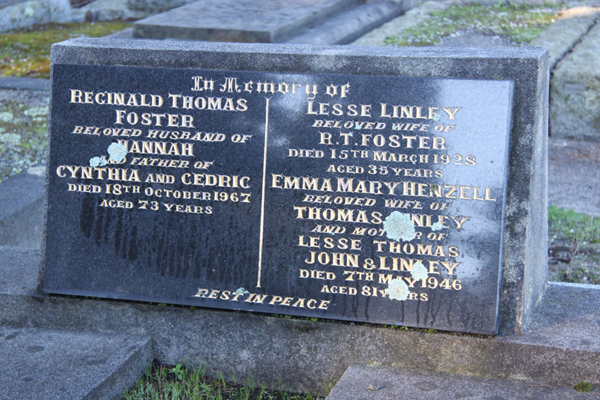 In Memory of
REGINALD THOMAS
FOSTER
BELOVED HUSBAND OF
HANNAH
AND FATHER OF
CYNTHIA AND CEDRIC
DIED 18TH OCTOBER 1967
AGED 73 YEARS
LESSE LINLEY
BELOVED WIFE OF
R.T. FOSTER
DIED 15TH MARCH 1928
AGED 35 YEARS
EMMA MARY HENZELL
BELOVED WIFE OF
THOMAS LINLEY
AND MOTHER OF
LESSE THOMAS
JOHN & LINLEY
DIED 7TH MAY 1946
AGED 81 YEARS
REST IN PEACE